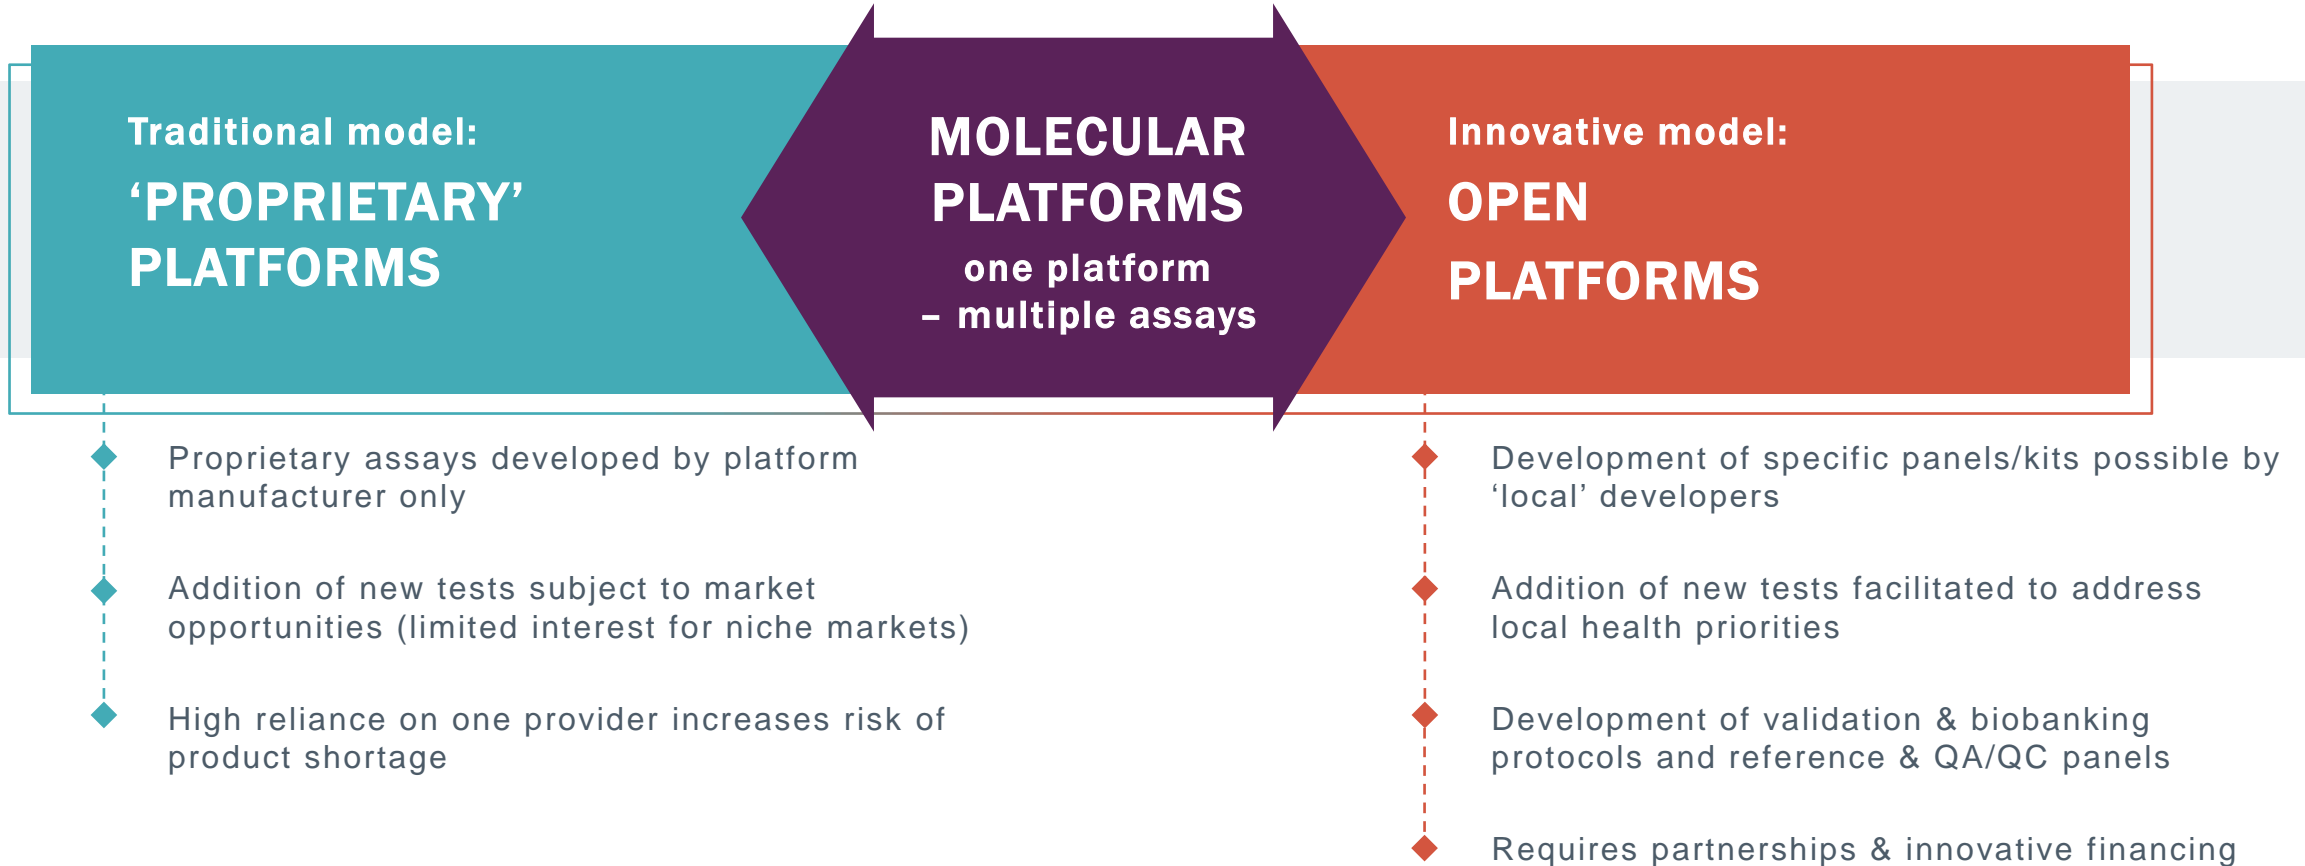 Traditional model:
‘PROPRIETARY’
PLATFORMS
MOLECULAR
PLATFORMS
one platform
– multiple assays
Innovative model:
OPEN
PLATFORMS
Proprietary assays developed by platform
manufacturer only
Addition of new tests subject to market
opportunities (limited interest for niche markets)
High reliance on one provider increases risk of
product shortage
Development of specific panels/kits possible by
‘local’ developers
Addition of new tests facilitated to address
local health priorities
Development of validation & biobanking
protocols and reference & QA/QC panels
Requires partnerships & innovative financing